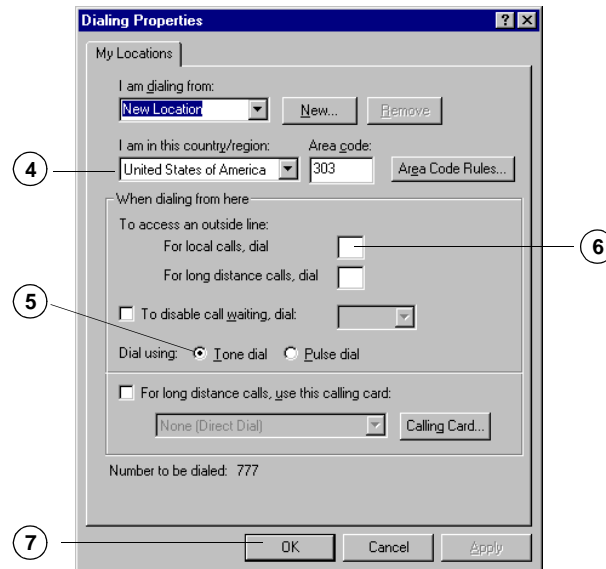 Dialing Properties
My Locations
I am dialing from:
New Location New... Remove
I am in this country/region: Area code:
4 United States of America 303 Area Code Rules...
When dialing from here
To access an outside line:
For local calls, dial 6
For long distance calls, dial
5
To disable call waiting, dial:
Dial using: Tone dial Pulse dial
For long distance calls, use this calling card:
None (Direct Dial) Calling Card...
Number to be dialed: 777
7 OK Cancel Apply